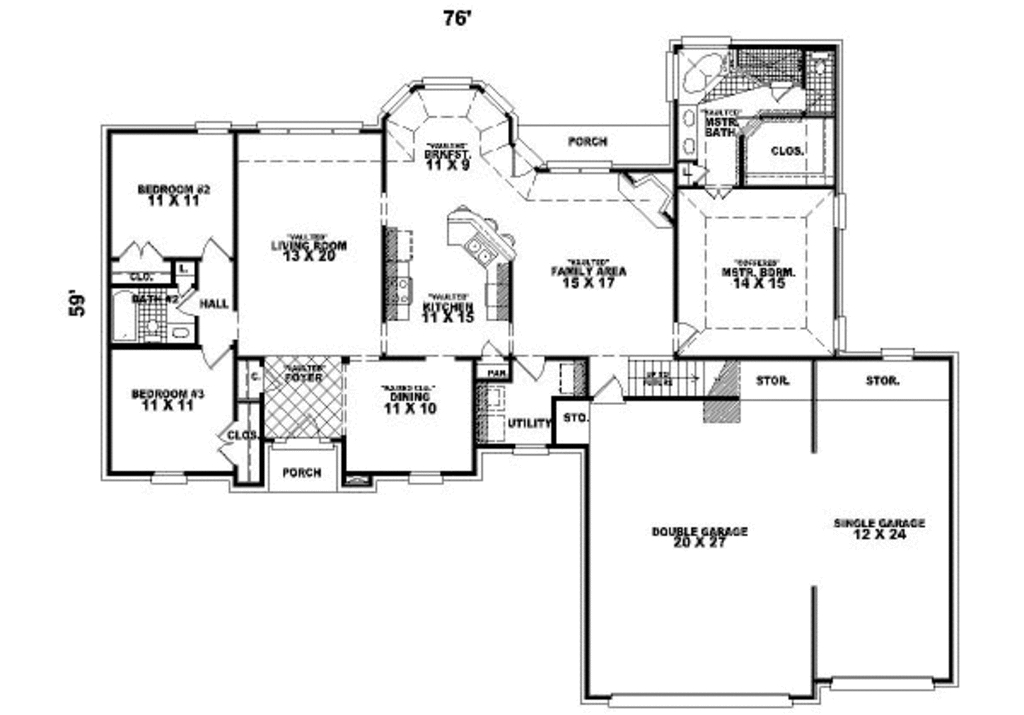 76'
PORCH
"VAULTED"
MSTR.
BATH
CLOS.
"VAULTED"
BRKFST.
11 X 9
BEDROOM #2
11 X 11
L
"VAULTED"
LIVING ROOM
13 X 20
"VAULTED"
FAMILY AREA
15 X 17
"COFFERED"
MSTR. BDRM.
14 X 15
CLO.
L.
59'
BATH #2
HALL
"VAULTED"
KITCHEN
11 X 15
"VAULTED"
FOYER
C.
PAN.
UP TO
FUTURE
STOR.
STOR.
BEDROOM #3
11 X 11
"RAISED CLG."
DINING
11 X 10
UTILITY
STO.
CLOS.
PORCH
DOUBLE GARAGE
20 X 27
SINGLE GARAGE
12 X 24